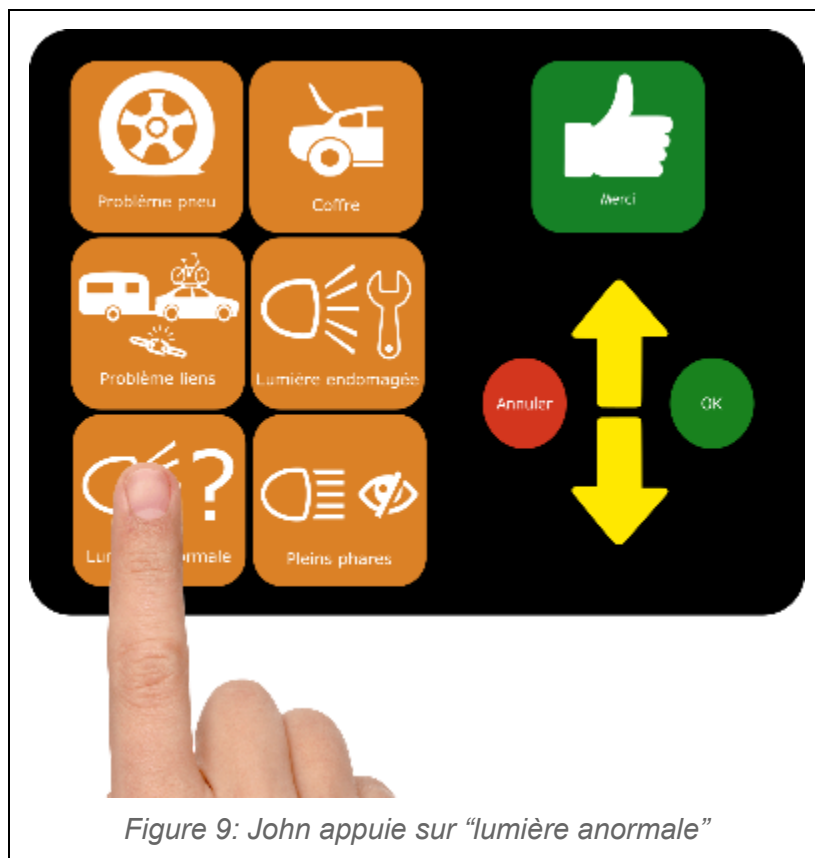 Problème pneu
Coffre
Merci
Problème liens
Lumière endomagée
Annuler
OK
?
Pleins phares
Figure 9: John appuie sur “lumière anormale”